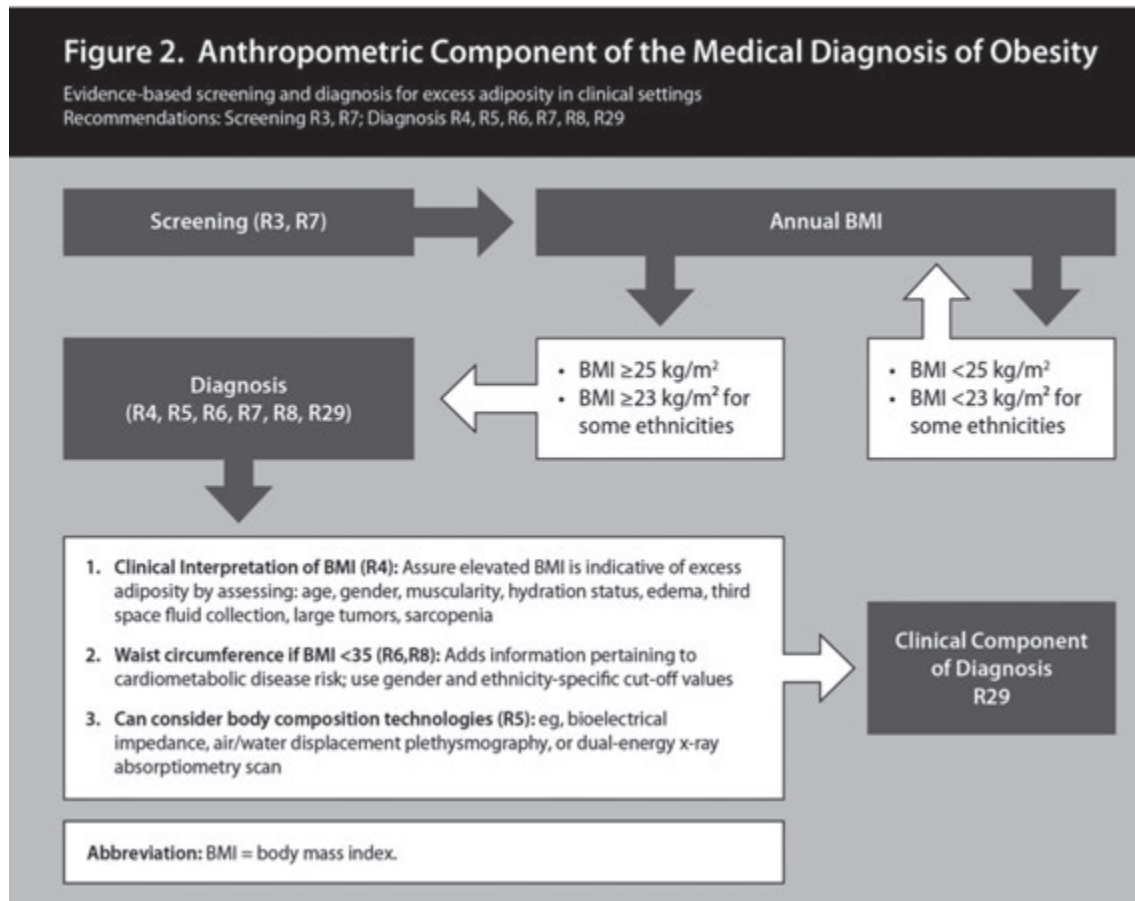 Figure 2. Anthropometric Component of the Medical Diagnosis of Obesity
Evidence-based screening and diagnosis for excess adiposity in clinical settings
Recommendations: Screening R3, R7; Diagnosis R4, R5, R6, R7, R8, R29
Screening (R3, R7)
Annual BMI
Diagnosis
(R4, R5, R6, R7, R8, R29)
• BMI ≥25 kg/m²
• BMI ≥23 kg/m² for
some ethnicities
• BMI <25 kg/m²
• BMI <23 kg/m² for
some ethnicities
1. Clinical Interpretation of BMI (R4): Assure elevated BMI is indicative of excess
adiposity by assessing: age, gender, muscularity, hydration status, edema, third
space fluid collection, large tumors, sarcopenia
2. Waist circumference if BMI <35 (R6,R8): Adds information pertaining to
cardiometabolic disease risk; use gender and ethnicity-specific cut-off values
3. Can consider body composition technologies (R5): eg, bioelectrical
impedance, air/water displacement plethysmography, or dual-energy x-ray
absorptiometry scan
Clinical Component
of Diagnosis
R29
Abbreviation: BMI = body mass index.